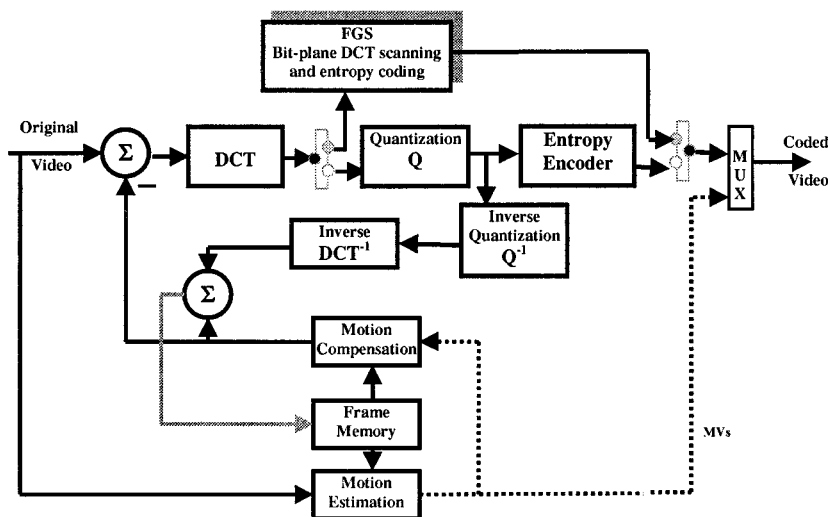 FGS
Bit-plane DCT scanning
and entropy coding
Original
Video
Σ
DCT
Quantization
Q
Entropy
Encoder
M
U
X
Coded
Video
Inverse
DCT-1
Inverse
Quantization
Q-1
Σ
Motion
Compensation
Frame
Memory
MVs
Motion
Estimation